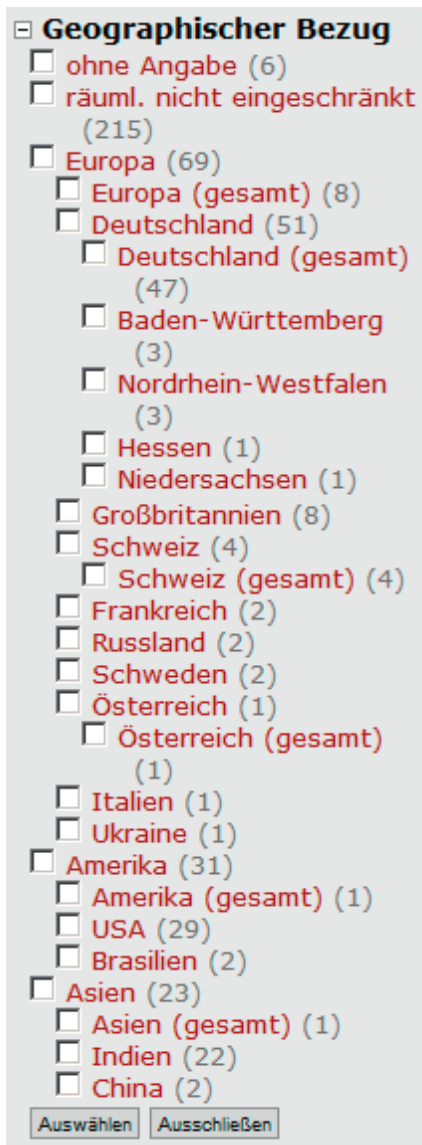 Geographischer Bezug
ohne Angabe (6)
räuml. nicht eingeschränkt
(215)
Europa (69)
Europa (gesamt) (8)
Deutschland (51)
Deutschland (gesamt)
(47)
Baden-Württemberg
(3)
Nordrhein-Westfalen
(3)
Hessen (1)
Niedersachsen (1)
Großbritannien (8)
Schweiz (4)
Schweiz (gesamt) (4)
Frankreich (2)
Russland (2)
Schweden (2)
Österreich (1)
Österreich (gesamt)
(1)
Italien (1)
Ukraine (1)
Amerika (31)
Amerika (gesamt) (1)
USA (29)
Brasilien (2)
Asien (23)
Asien (gesamt) (1)
Indien (22)
China (2)
Auswählen Ausschließen